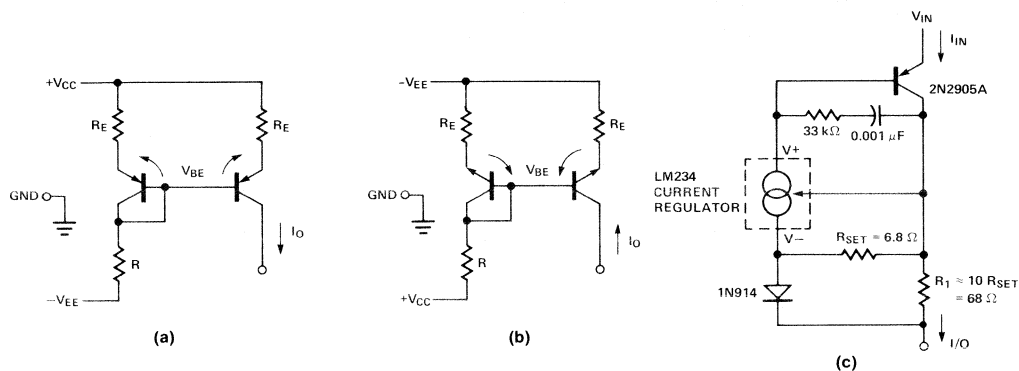 +VCC
RE
RE
VBE
GND
IO
R
−VEE
(a)
−VEE
RE
RE
VBE
IO
R
+VCC
(b)
VIN
IIN
2N2905A
33 kΩ
0.001 μF
V+
LM234
CURRENT
REGULATOR
V−
RSET = 6.8 Ω
1N914
R1 ≈ 10 RSET
= 68 Ω
I/O
(c)